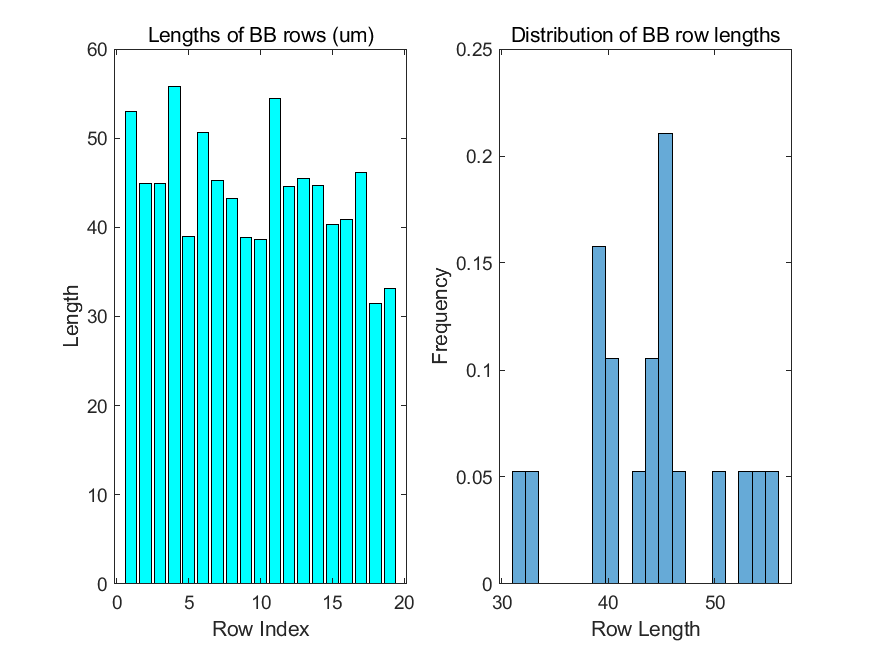 Lengths of BB rows (um)
60
50
40
30
20
10
0
Length
0 5 10 15 20
Row Index
Distribution of BB row lengths
0.25
0.2
0.15
0.1
0.05
0
Frequency
30 40 50
Row Length